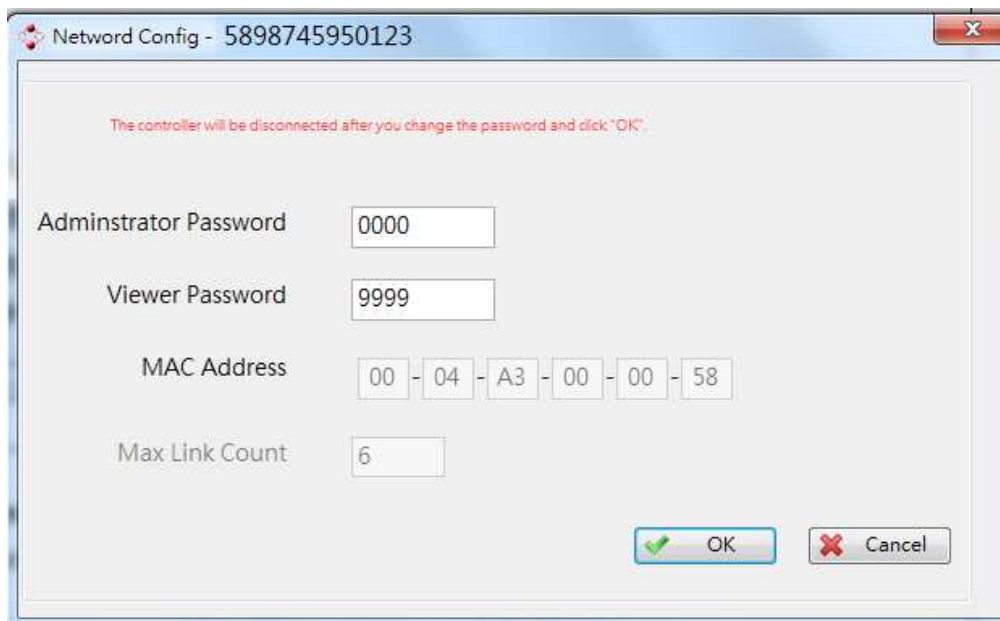 Netword Config - 5898745950123
The controller will be disconnected after you change the password and click "OK".
Adminstrator Password 0000
Viewer Password 9999
MAC Address 00 - 04 - A3 - 00 - 00 - 58
Max Link Count 6
OK Cancel